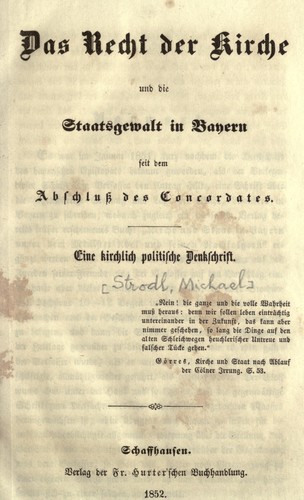 Das Recht der Kirche
und die
Staatsgewalt in Bayern
seit dem
Abschluß des Concordates.
Eine kirchlich politische Denkschrift.
[Strodl, Michael]
„Nein! die ganze und die volle Wahrheit
muß heraus: denn wir sollen leben einträchtig
untereinander in der Zukunft, das kann aber
nimmer geschehen, so lang die Dinge auf den
alten Schleichwegen heuchlerischer Untreue und
falscher Tücke gehen."
Görres, Kirche und Staat nach Ablauf
der Cölner Irrung. S. 53.
Schaffhausen.
Verlag der Fr. Hurter'schen Buchhandlung.
1852.